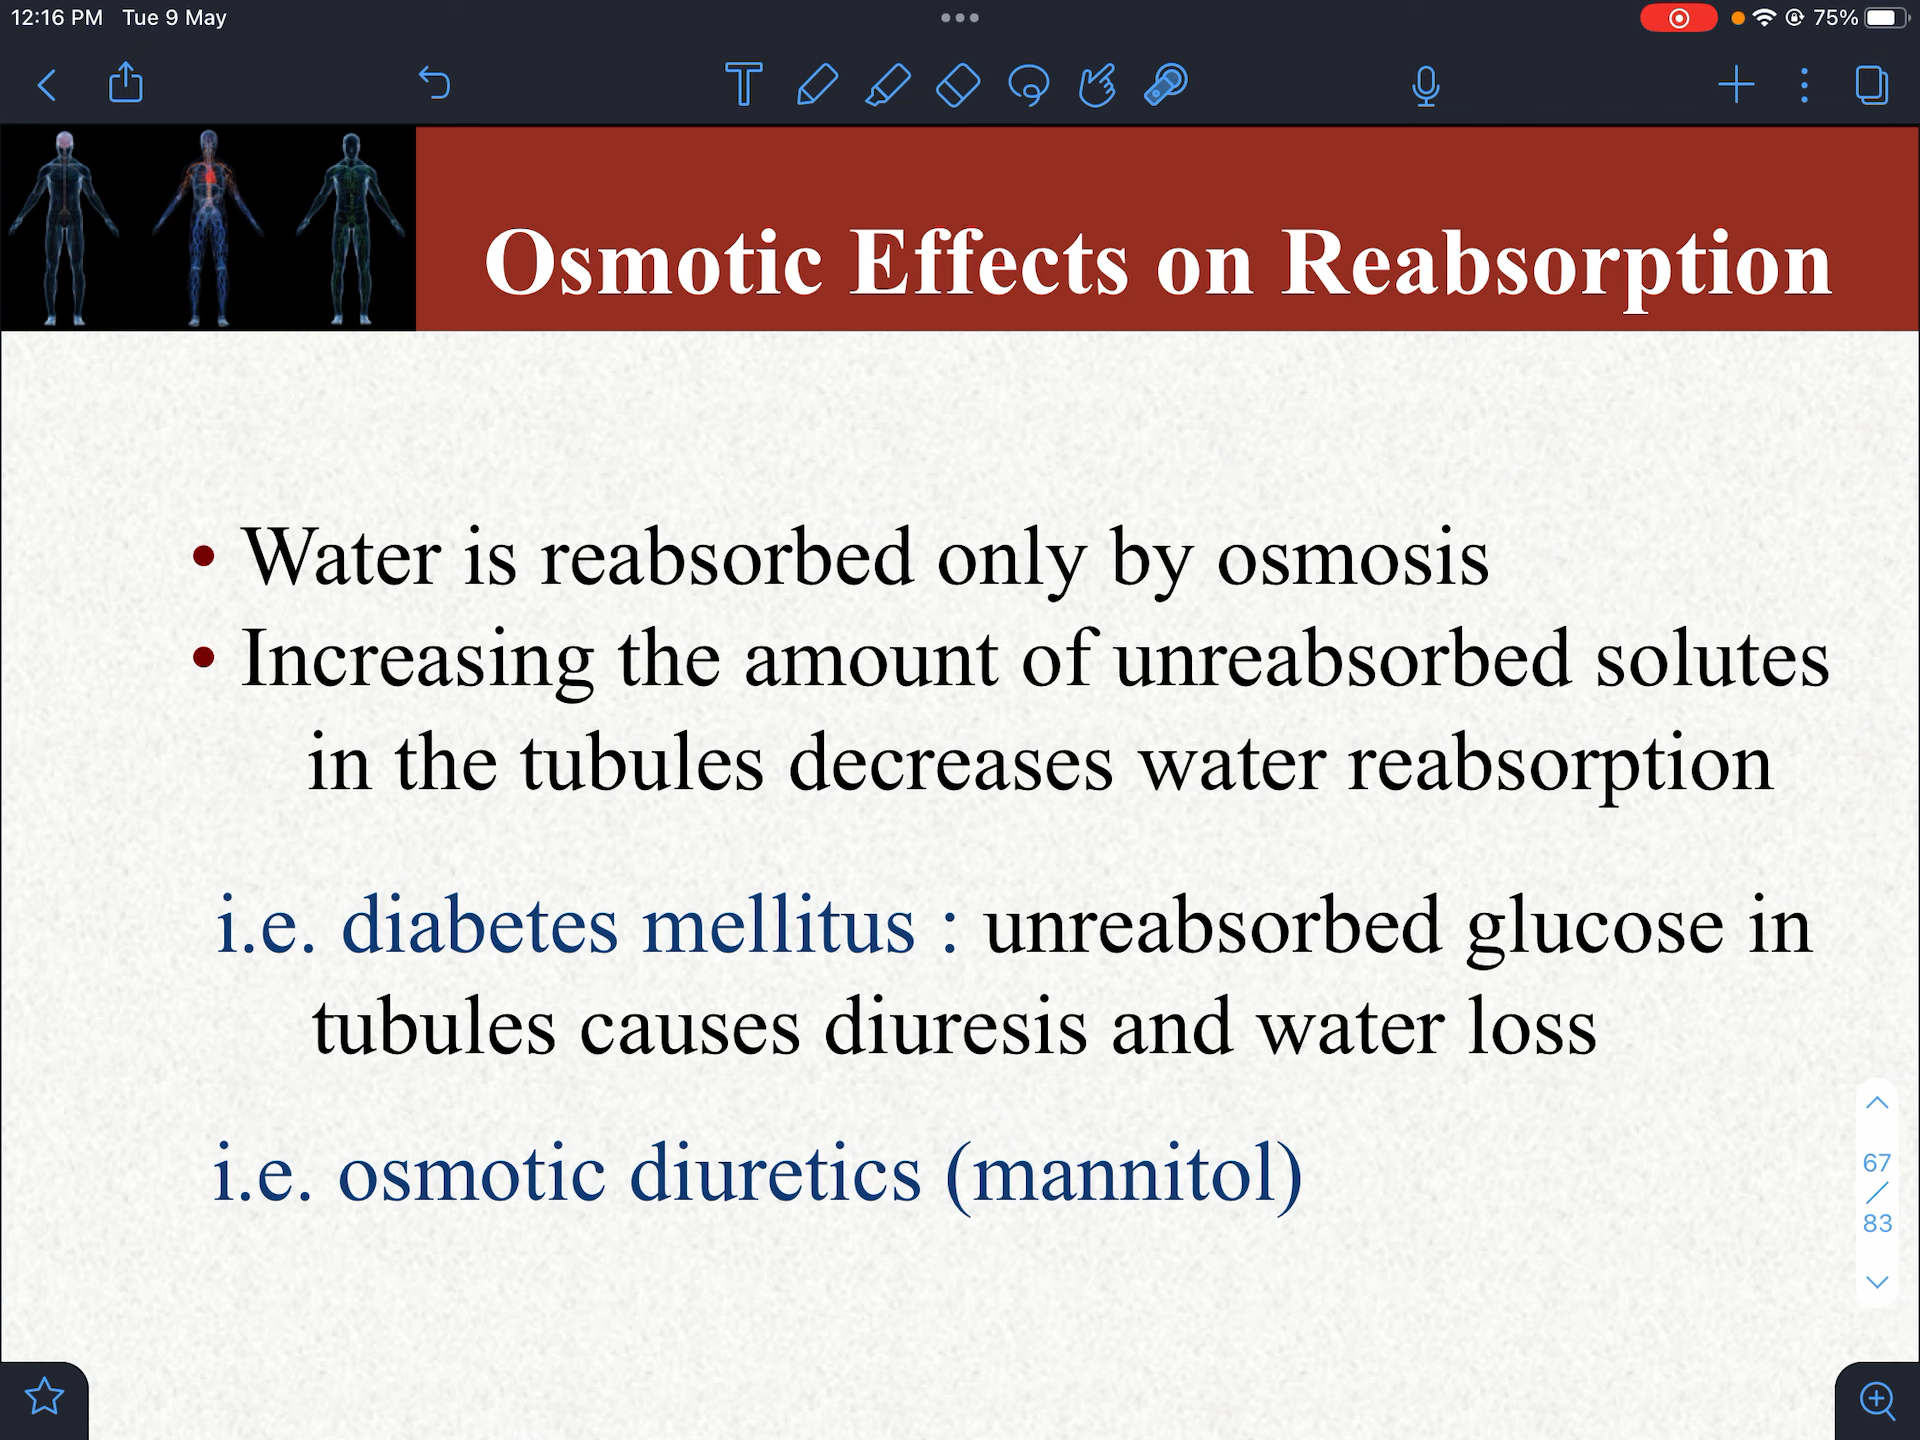 12:16 PM Tue 9 May
75%
Osmotic Effects on Reabsorption
• Water is reabsorbed only by osmosis
• Increasing the amount of unreabsorbed solutes
in the tubules decreases water reabsorption
i.e. diabetes mellitus : unreabsorbed glucose in
tubules causes diuresis and water loss
i.e. osmotic diuretics (mannitol)
67
/
83